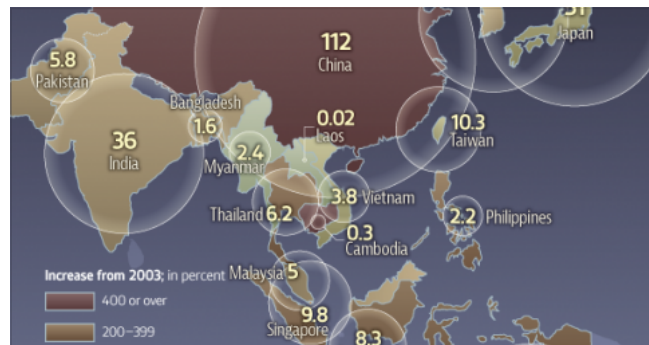 51
Japan
112
China
5.8
Pakistan
Bangladesh
1.6
0.02
Laos
10.3
Taiwan
36
India
2.4
Myanmar
3.8 Vietnam
Thailand 6.2
2.2 Philippines
0.3
Cambodia
Increase from 2003; in percent
Malaysia 5
400 or over
9.8
Singapore
200–399
8.3